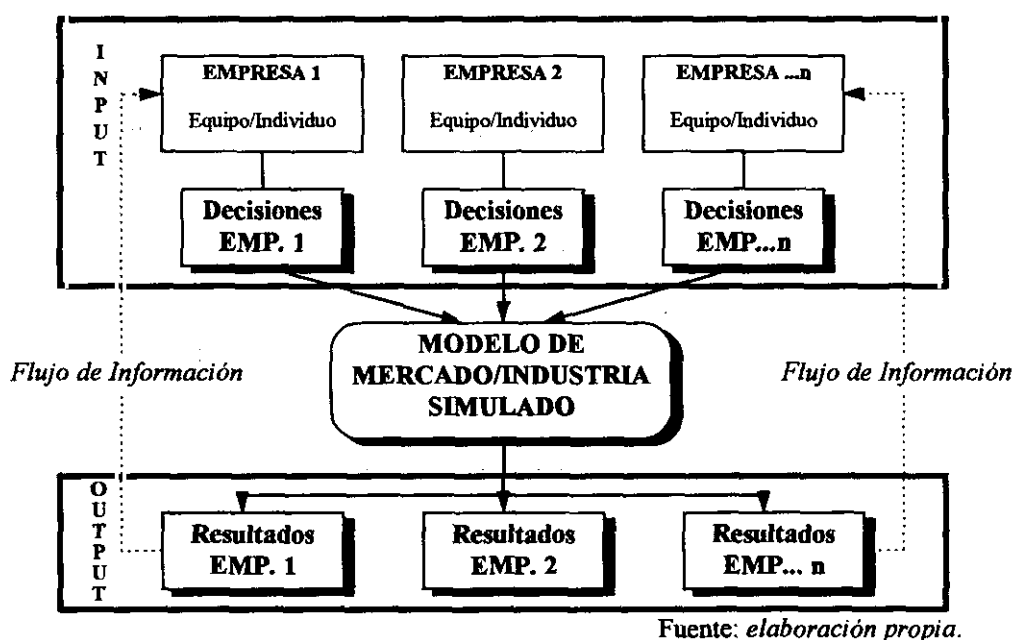 INPUT
EMPRESA 1
Equipo/Individuo
EMPRESA 2
Equipo/Individuo
EMPRESA ...n
Equipo/Individuo
Decisiones
EMP. 1
Decisiones
EMP. 2
Decisiones
EMP...n
MODELO DE
MERCADO/INDUSTRIA
SIMULADO
Flujo de Información
Flujo de Información
OUTPUT
Resultados
EMP. 1
Resultados
EMP. 2
Resultados
EMP... n
Fuente: elaboración propia.